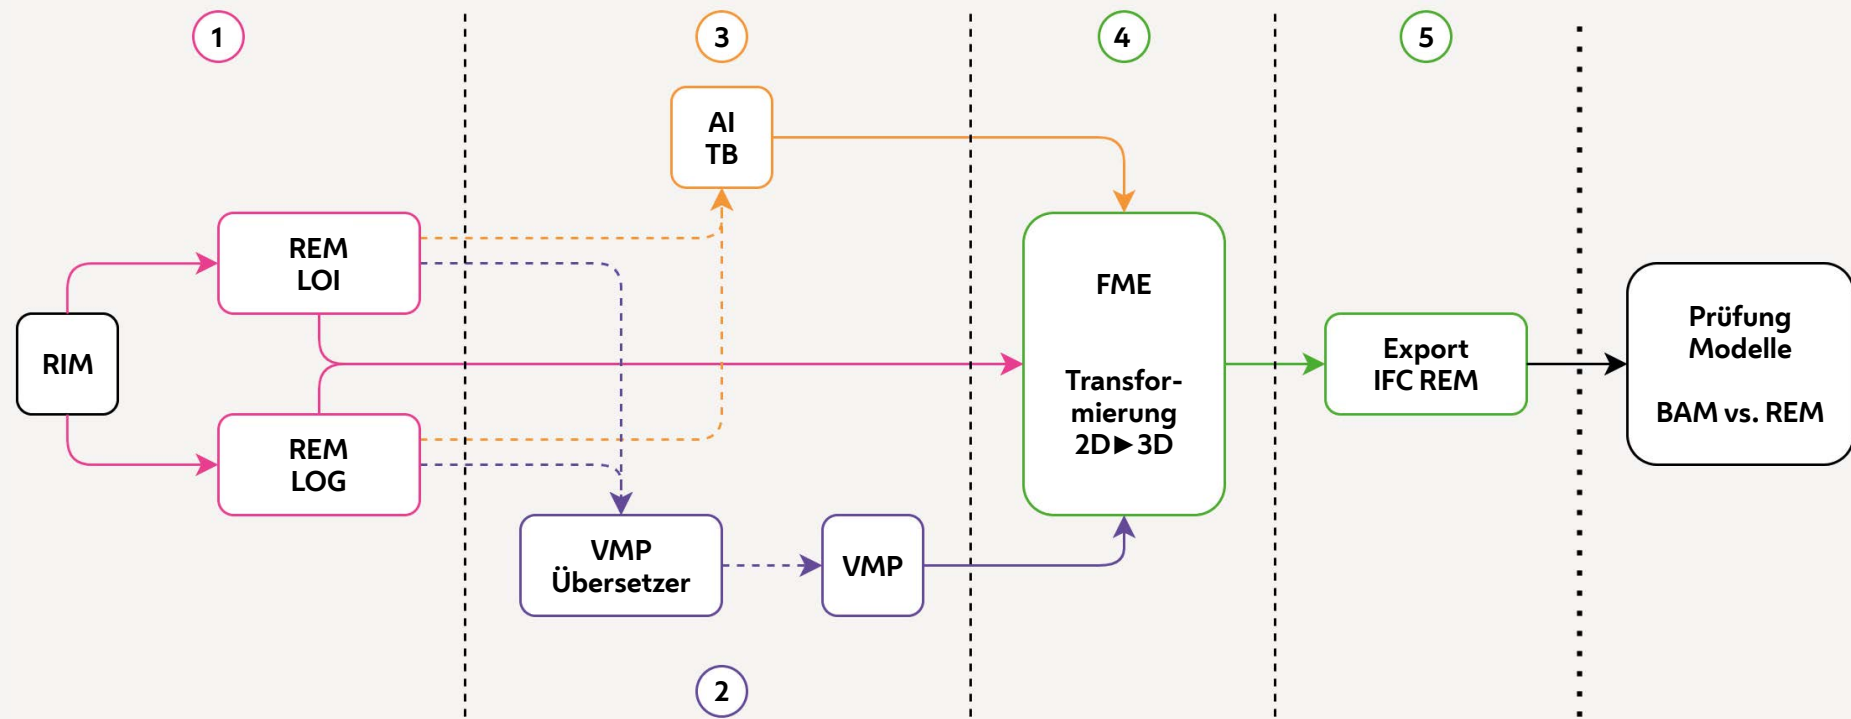 1
3
4
5
AI
TB
REM
LOI
RIM
REM
LOG
VMP
Übersetzer
VMP
2
FME
Transfor-
mierung
2D►3D
Export
IFC REM
Prüfung
Modelle
BAM vs. REM